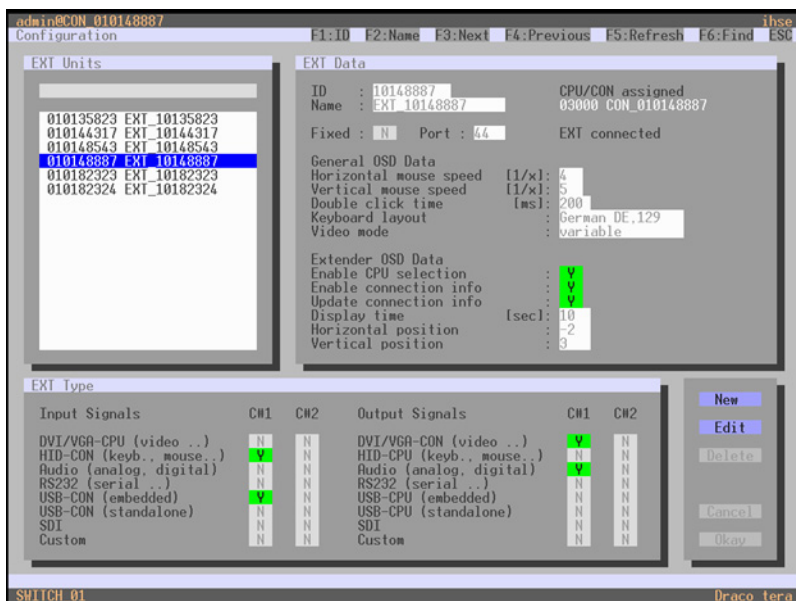 admin@CON_010148887 ihse
Configuration F1:ID F2:Name F3:Next F4:Previous F5:Refresh F6:Find ESC
EXT Units
010135823 EXT_10135823
010144317 EXT_10144317
010148543 EXT_10148543
010148887 EXT_10148887
010182323 EXT_10182323
010182324 EXT_10182324
EXT Data
ID : 10148887 CPU/CON assigned
Name : EXT_10148887 03000 CON_010148887
Fixed : N Port : 44 EXT connected
General OSD Data
Horizontal mouse speed [1/x]: 4
Vertical mouse speed [1/x]: 5
Double click time [ms]: 200
Keyboard layout : German DE,129
Video mode : variable
Extender OSD Data
Enable CPU selection : Y
Enable connection info : Y
Update connection info : Y
Display time [sec]: 10
Horizontal position : -2
Vertical position : 3
EXT Type
Input Signals C#1 C#2 Output Signals C#1 C#2
DVI/VGA-CPU (video ..) N N DVI/VGA-CON (video ..) Y N
HID-CON (keyb., mouse..) Y N HID-CPU (keyb., mouse..) N N
Audio (analog, digital) N N Audio (analog, digital) Y N
RS232 (serial ..) N N RS232 (serial ..) N N
USB-CON (embedded) Y N USB-CPU (embedded) N N
USB-CON (standalone) N N USB-CPU (standalone) N N
SDI N N SDI N N
Custom N N Custom N N
New
Edit
Delete
Cancel
Okay
SWITCH_01 Draco tera